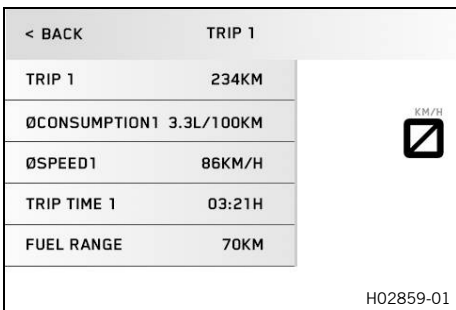 < BACK TRIP 1
TRIP 1 234KM
ØCONSUMPTION1 3.3L/100KM
KM/H
0
ØSPEED1 86KM/H
TRIP TIME 1 03:21H
FUEL RANGE 70KM
H02859-01